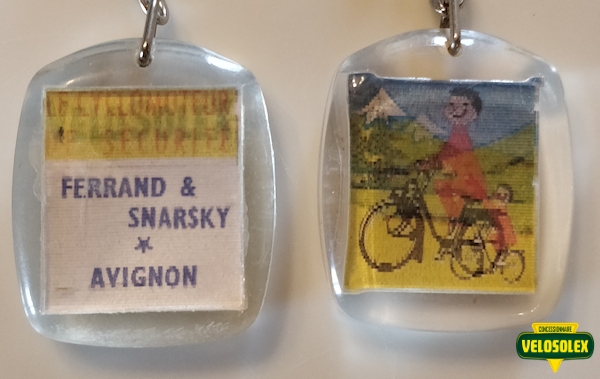 FERRAND &
SNARSKY
AVIGNON
CONCESSIONNAIRE
VELOSOLEX